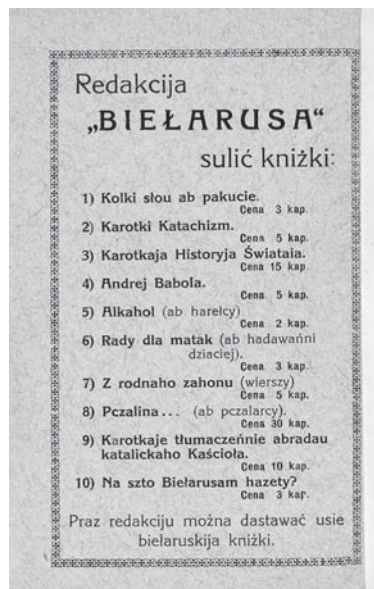 Redakcija
„BIEŁARUSA“
sulić kniżki:
1) Kolki słou ab pakucie.
Cena 3 kap.
2) Karotki Katachizm.
Cena 5 kap.
3) Karotkaja Historyja Światаia.
Cena 15 kap
4) Andrej Babola.
Cena 5 kap.
5) Alkahol (ab harełcy)
Cena 2 kap.
6) Rady dla matak (ab hadawańni
dziaciej).
Cena 3 kap.
7) Z rodnaho zahonu (wierszy)
Cena 5 kap.
8) Pczalina... (ab pczalarcy).
Cena 30 kap.
9) Karotkaje tłumaczeńnie abradau
katalickaho Kaścioła.
Cena 10 kap.
10) Na szto Biełarusam hazety?
Cena 3 kap.
Praz redakciju można dastawać usie
biełaruskija kniżki.